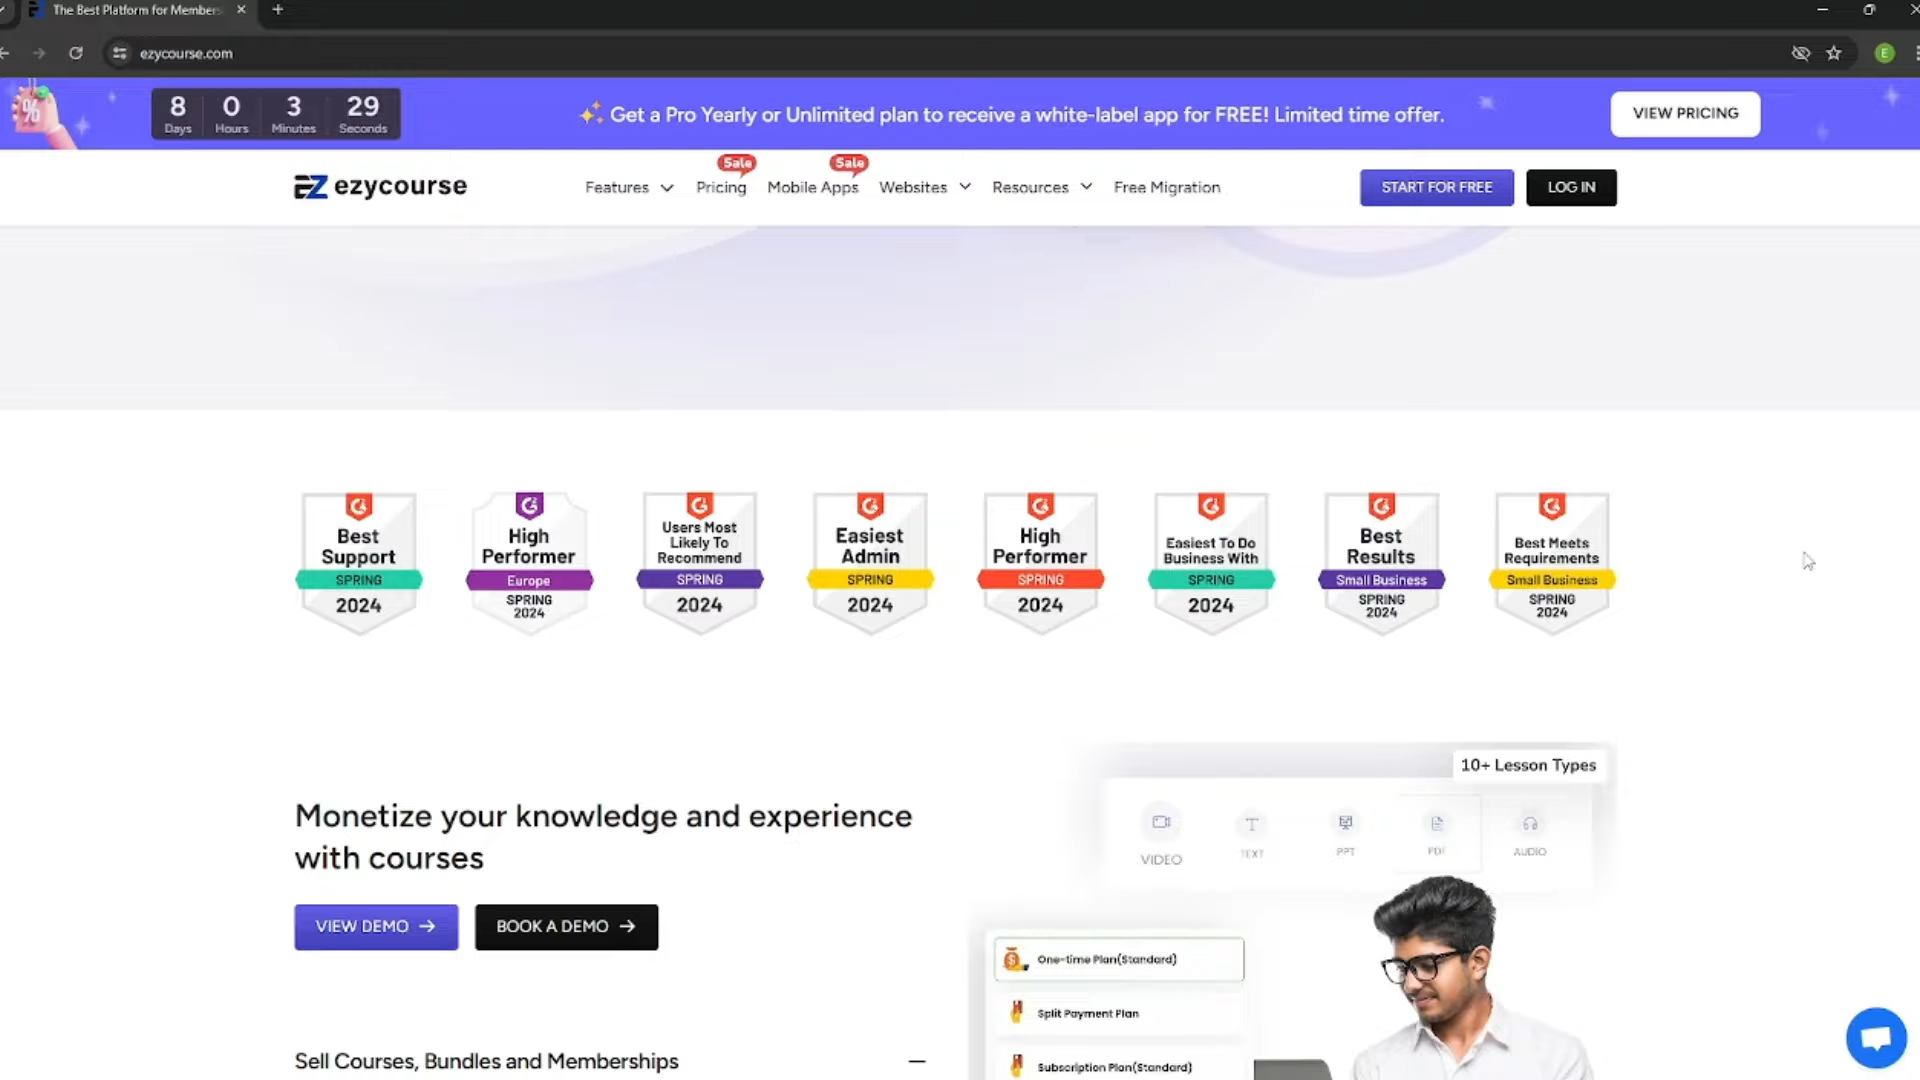 The Best Platform for Members
ezycourse.com
E
%
8 0 3 29
Days Hours Minutes Seconds
Get a Pro Yearly or Unlimited plan to receive a white-label app for FREE! Limited time offer.
VIEW PRICING
EZ ezycourse
Features
Sale
Pricing
Sale
Mobile Apps
Websites
Resources
Free Migration
START FOR FREE
LOG IN
Best
Support
SPRING
2024
High
Performer
Europe
SPRING
2024
Users Most
Likely To
Recommend
SPRING
2024
Easiest
Admin
SPRING
2024
High
Performer
SPRING
2024
Easiest To Do
Business With
SPRING
2024
Best
Results
Small Business
SPRING
2024
Best Meets
Requirements
Small Business
SPRING
2024
10+ Lesson Types
VIDEO
TEXT
PPT
PDF
AUDIO
Monetize your knowledge and experience
with courses
VIEW DEMO →
BOOK A DEMO →
One-time Plan(Standard)
Split Payment Plan
Subscription Plan(Standard)
Sell Courses, Bundles and Memberships